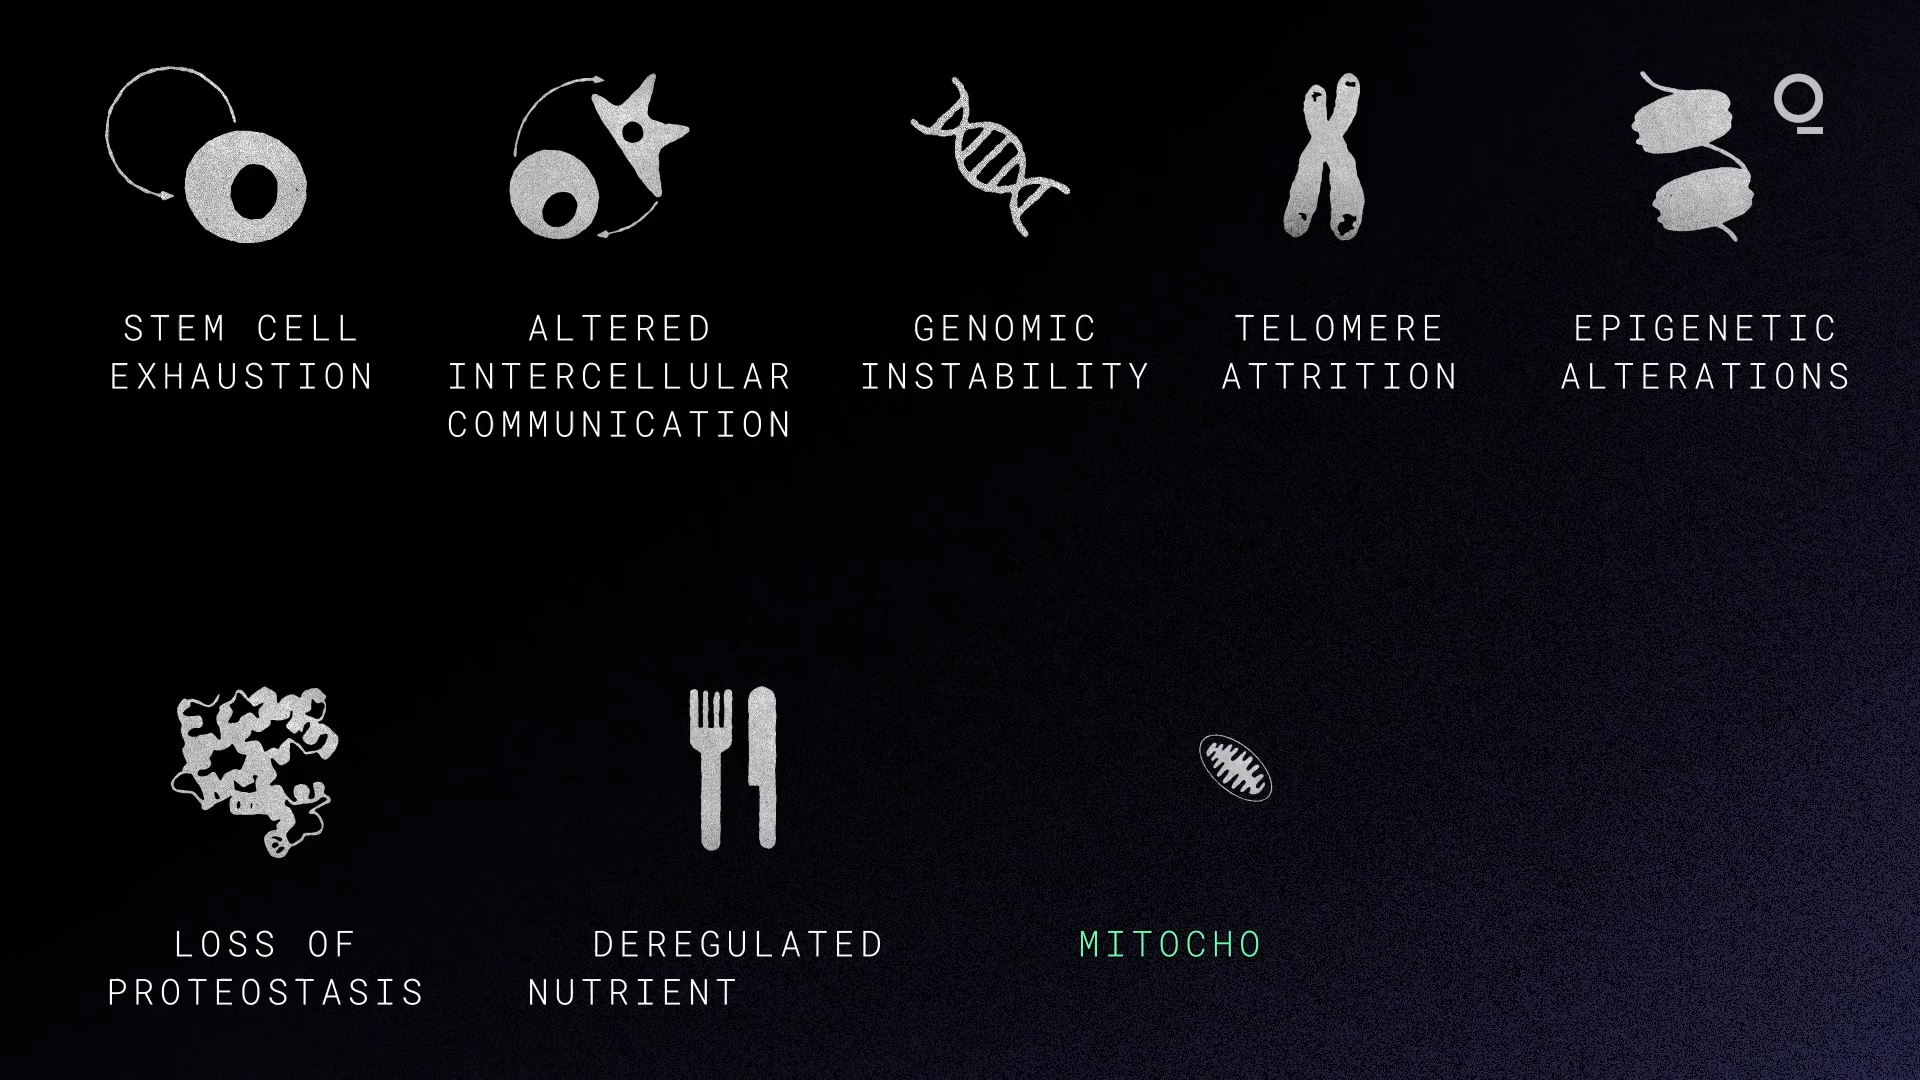 STEM CELL
EXHAUSTION
ALTERED
INTERCELLULAR
COMMUNICATION
GENOMIC
INSTABILITY
TELOMERE
ATTRITION
EPIGENETIC
ALTERATIONS
LOSS OF
PROTEOSTASIS
DEREGULATED
NUTRIENT
MITOCHO